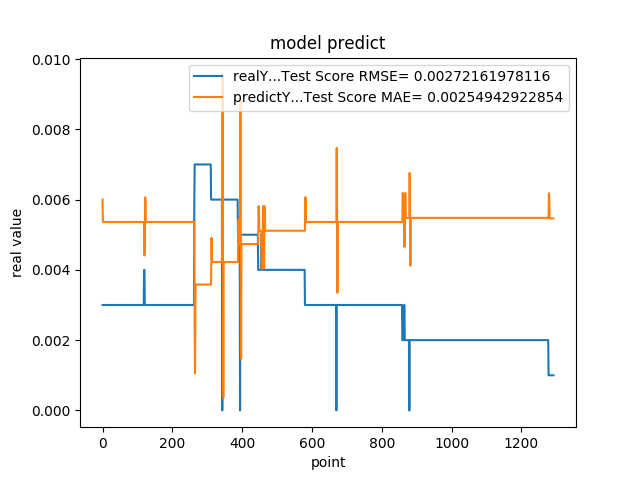 model predict
realY...Test Score RMSE= 0.00272161978116
predictY...Test Score MAE= 0.00254942922854
0.010
0.008
0.006
0.004
0.002
0.000
real value
0 200 400 600 800 1000 1200
point